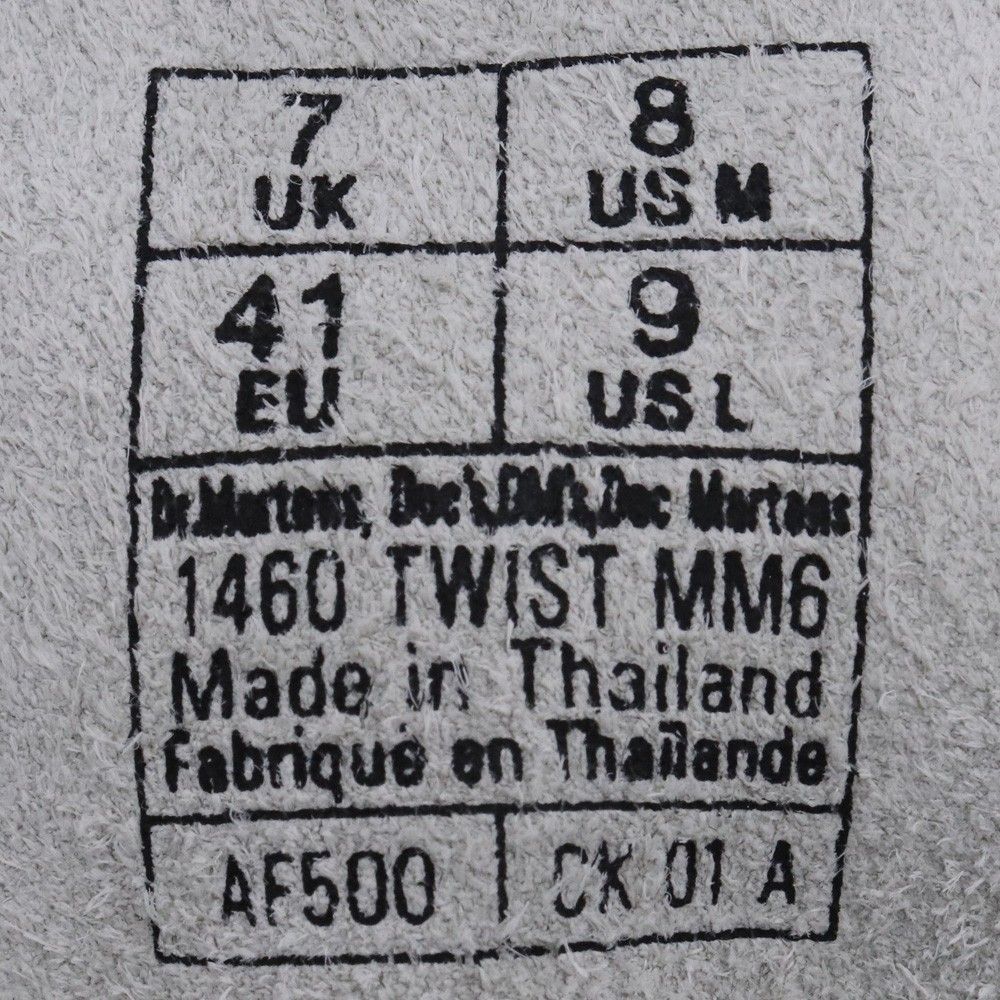 7 8
UK US M
41 9
EU US L
Dr.Martens, Doc's,DM's,Doc Martens
1460 TWIST MM6
Made in Thailand
Fabriqué en Thaïlande
AF500 CK 01 A